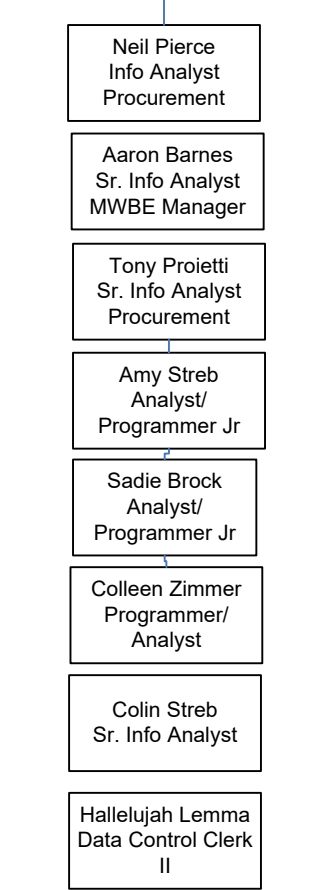 Neil Pierce
Info Analyst
Procurement
Aaron Barnes
Sr. Info Analyst
MWBE Manager
Tony Proietti
Sr. Info Analyst
Procurement
Amy Streb
Analyst/
Programmer Jr
Sadie Brock
Analyst/
Programmer Jr
Colleen Zimmer
Programmer/
Analyst
Colin Streb
Sr. Info Analyst
Hallelujah Lemma
Data Control Clerk
II